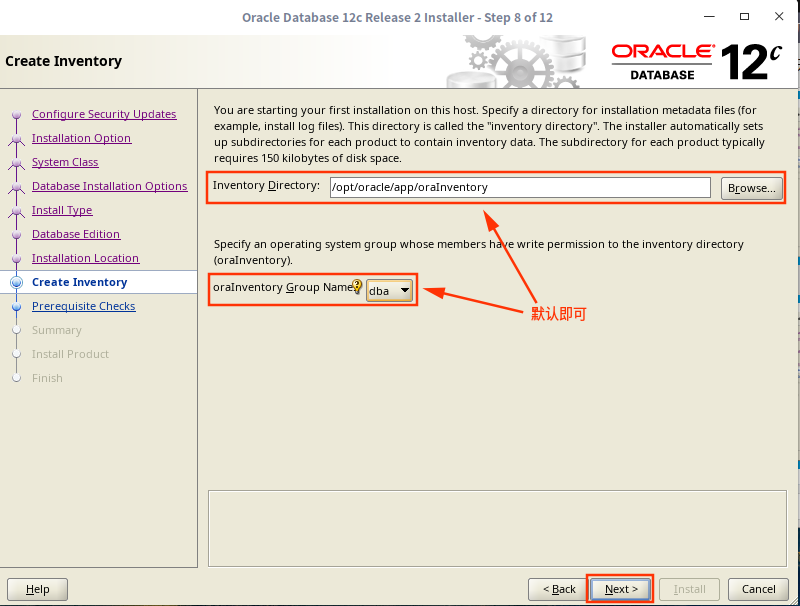 Oracle Database 12c Release 2 Installer - Step 8 of 12
Create Inventory
ORACLE
DATABASE
12c
Configure Security Updates
Installation Option
System Class
Database Installation Options
Install Type
Database Edition
Installation Location
Create Inventory
Prerequisite Checks
Summary
Install Product
Finish
You are starting your first installation on this host. Specify a directory for installation metadata files (for
example, install log files). This directory is called the "inventory directory". The installer automatically sets
up subdirectories for each product to contain inventory data. The subdirectory for each product typically
requires 150 kilobytes of disk space.
Inventory Directory: /opt/oracle/app/oraInventory Browse...
Specify an operating system group whose members have write permission to the inventory directory
(oraInventory).
oraInventory Group Name dba
默认即可
Help < Back Next > Install Cancel